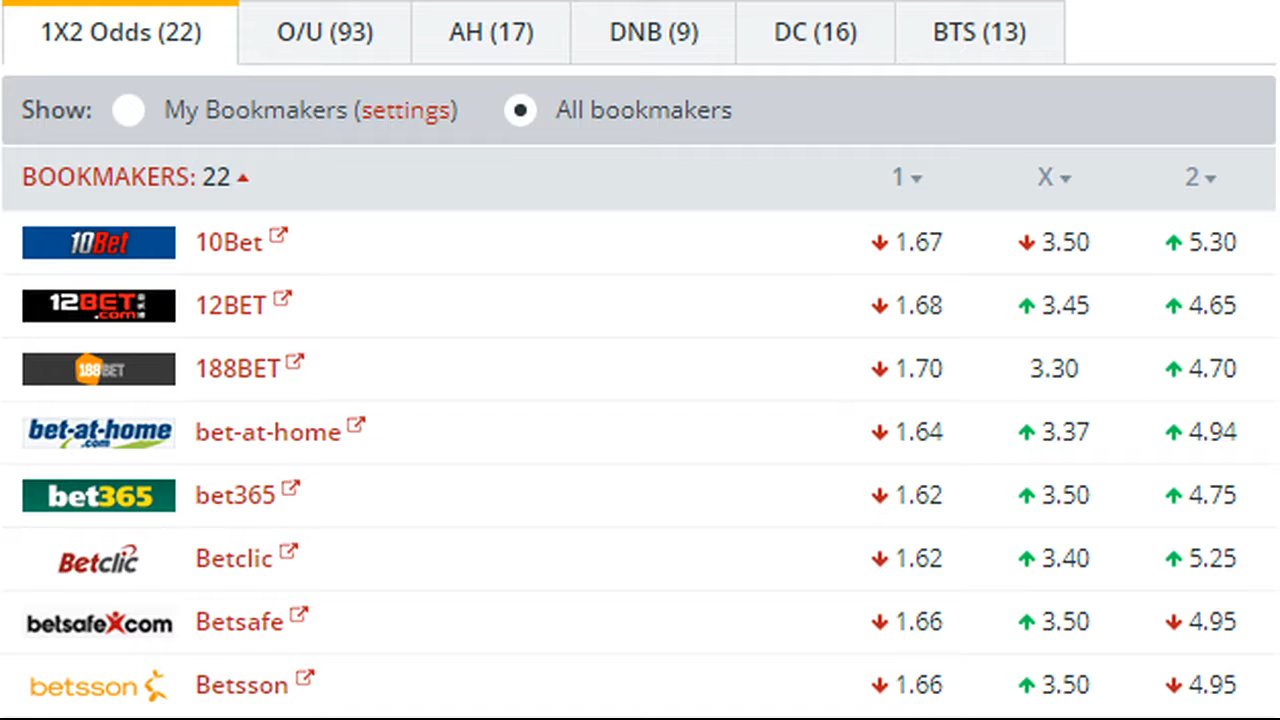 1X2 Odds (22) O/U (93) AH (17) DNB (9) DC (16) BTS (13)
Show: My Bookmakers (settings) All bookmakers
BOOKMAKERS: 22 1 X 2
10Bet 10Bet 1.67 3.50 5.30
12BET.com 12BET 1.68 3.45 4.65
188BET 188BET 1.70 3.30 4.70
bet-at-home.com bet-at-home 1.64 3.37 4.94
bet365 bet365 1.62 3.50 4.75
Betclic Betclic 1.62 3.40 5.25
betsafe.com Betsafe 1.66 3.50 4.95
betsson Betsson 1.66 3.50 4.95